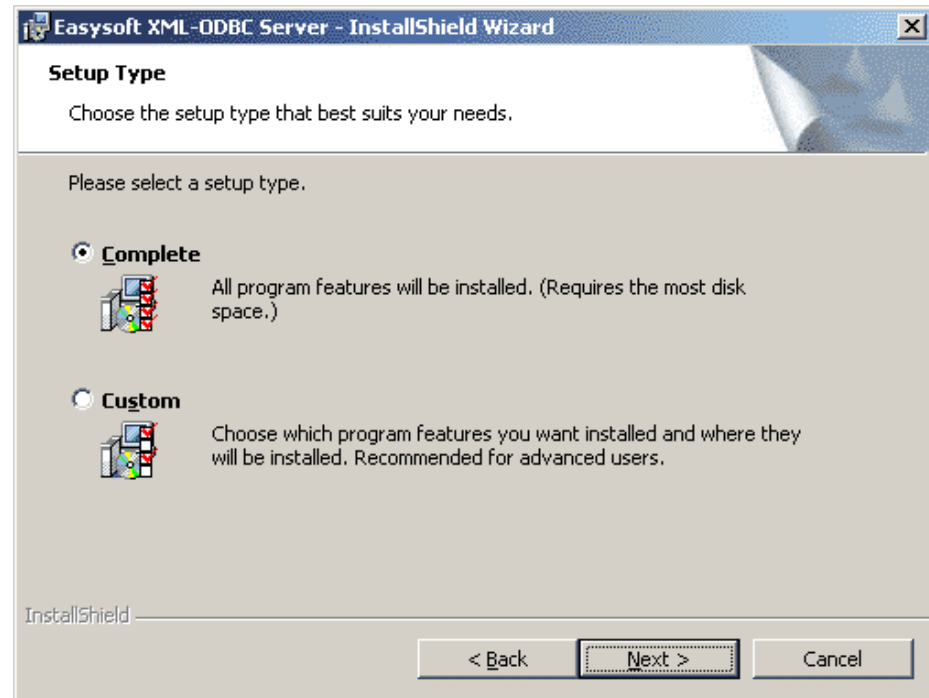 Easysoft XML-ODBC Server - InstallShield Wizard
Setup Type
Choose the setup type that best suits your needs.
Please select a setup type.
Complete
All program features will be installed. (Requires the most disk
space.)
Custom
Choose which program features you want installed and where they
will be installed. Recommended for advanced users.
InstallShield
< Back Next > Cancel